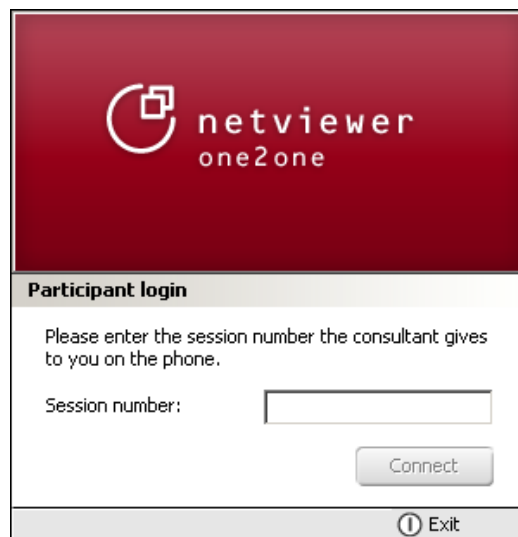 netviewer
one2one
Participant login
Please enter the session number the consultant gives
to you on the phone.
Session number:
Connect
Exit